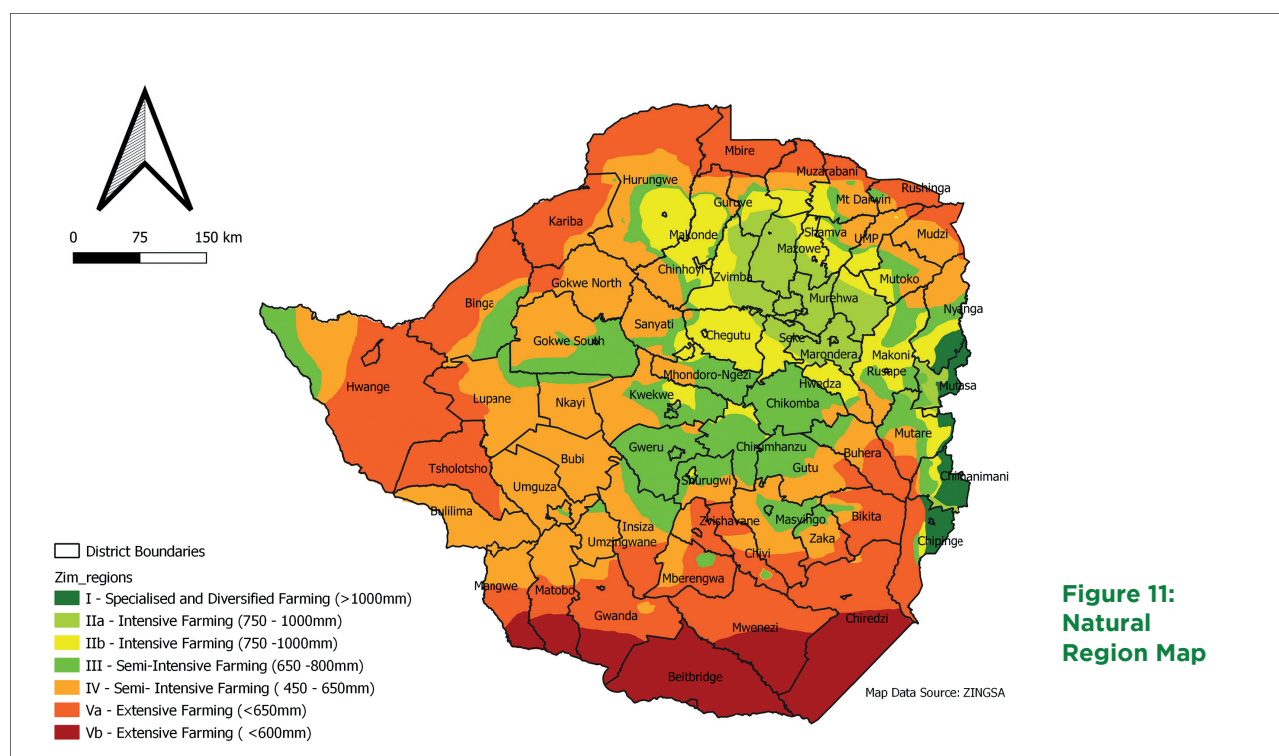 Mbire
Muzarabani
Rushinga
Hurungwe
Guruve
Mt Darwin
Kariba
Makonde
Shamva
UMP
Mudzi
Mazowe
Chinhoyi
Zvimba
Mutoko
Gokwe North
Murehwa
Binga
Nyanga
Sanyati
Chegutu
Seke
Gokwe South
Marondera
Makoni
Rusape
Mhondoro-Ngezi
Hwange
Hwedza
Mutasa
Lupane
Nkayi
Kwekwe
Chikomba
Mutare
Gweru
Chirumhanzu
Buhera
Bubi
Tsholotsho
Gutu
Chimanimani
Umguza
Shurugwi
Bulilima
Insiza
Zvishavane
Masvingo
Bikita
Umzingwane
Zaka
Chipinge
Chivi
Mangwe
Matobo
Mberengwa
Gwanda
Mwenezi
Chiredzi
Beitbridge
0 75 150 km
District Boundaries
Zim_regions
I - Specialised and Diversified Farming (>1000mm)
IIa - Intensive Farming (750 - 1000mm)
IIb - Intensive Farming (750 -1000mm)
III - Semi-Intensive Farming (650 -800mm)
IV - Semi- Intensive Farming ( 450 - 650mm)
Va - Extensive Farming (<650mm)
Vb - Extensive Farming ( <600mm)
Map Data Source: ZINGSA
Figure 11:
Natural
Region Map